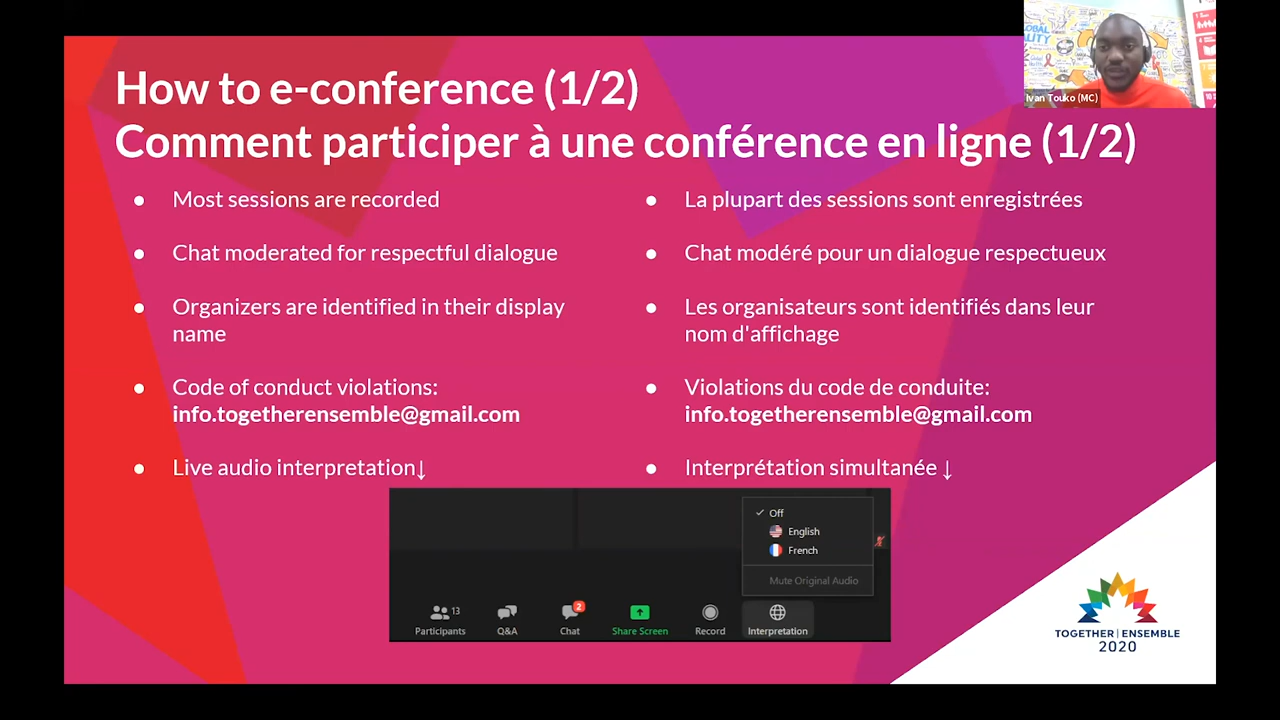 How to e-conference (1/2)
Comment participer à une conférence en ligne (1/2)
Ivan Touko (MC)
● Most sessions are recorded
● Chat moderated for respectful dialogue
● Organizers are identified in their display
name
● Code of conduct violations:
info.togetherensemble@gmail.com
● Live audio interpretation↓
● La plupart des sessions sont enregistrées
● Chat modéré pour un dialogue respectueux
● Les organisateurs sont identifiés dans leur
nom d'affichage
● Violations du code de conduite:
info.togetherensemble@gmail.com
● Interprétation simultanée ↓
✓ Off
English
French
Mute Original Audio
13
Participants
Q&A
2
Chat
Share Screen
Record
Interpretation
TOGETHER | ENSEMBLE
2020